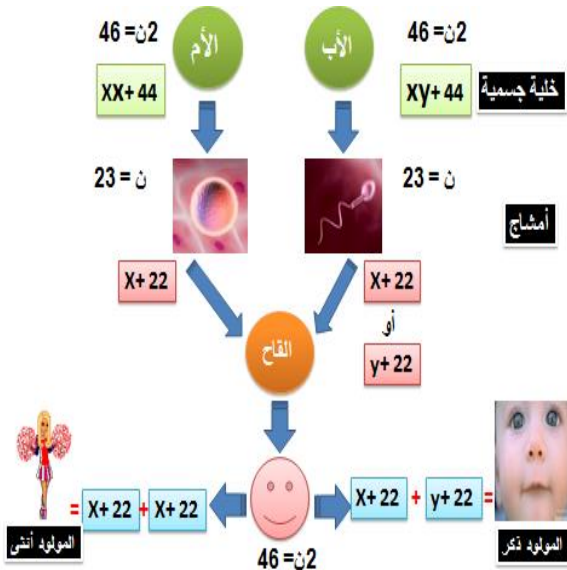 2ن= 46
الأب
2ن= 46
الأم
خلية جسمية
xy+ 44
xx+ 44
ن = 23
ن = 23
أمشاج
X+ 22
أو
y+ 22
X+ 22
القاح
X+ 22 + y+ 22 =
المولود ذكر
= X+ 22 + X+ 22
المولود أنثى
2ن= 46